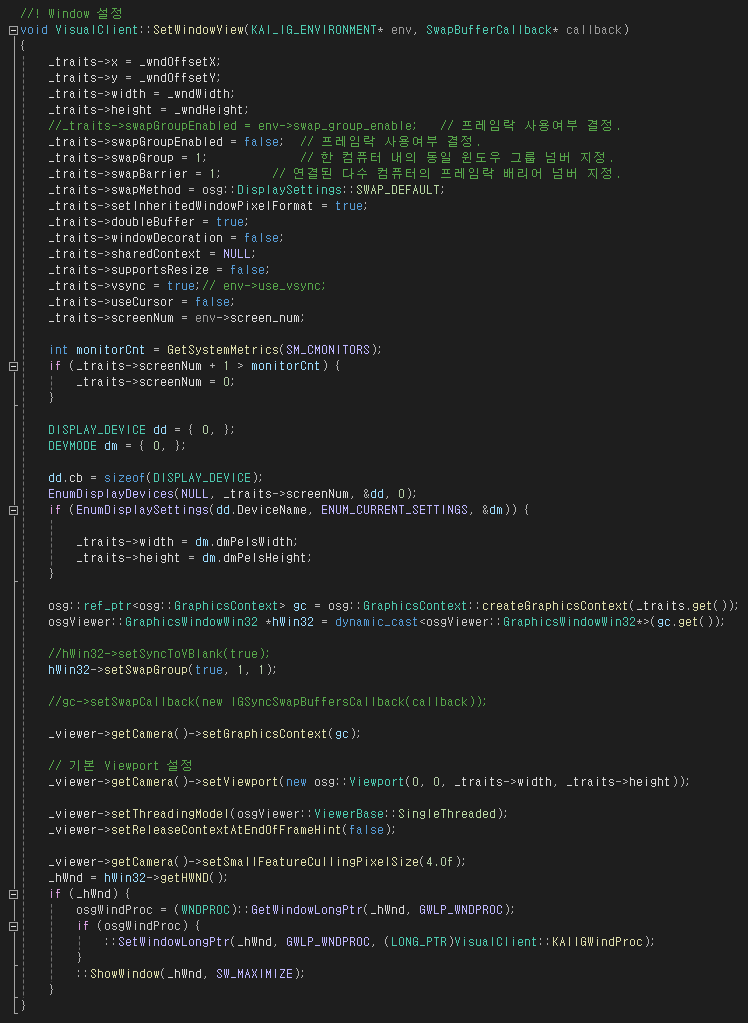 //! Window 설정
void VisualClient::SetWindowView(KAI_IG_ENVIRONMENT* env, SwapBufferCallback* callback)
{
    _traits->x = _wndOffsetX;
    _traits->y = _wndOffsetY;
    _traits->width = _wndWidth;
    _traits->height = _wndHeight;
    //_traits->swapGroupEnabled = env->swap_group_enable;   // 프레임락 사용여부 결정.
    _traits->swapGroupEnabled = false;  // 프레임락 사용여부 결정.
    _traits->swapGroup = 1;             // 한 컴퓨터 내의 동일 윈도우 그룹 넘버 지정.
    _traits->swapBarrier = 1;       // 연결된 다수 컴퓨터의 프레임락 배리어 넘버 지정.
    _traits->swapMethod = osg::DisplaySettings::SWAP_DEFAULT;
    _traits->setInheritedWindowPixelFormat = true;
    _traits->doubleBuffer = true;
    _traits->windowDecoration = false;
    _traits->sharedContext = NULL;
    _traits->supportsResize = false;
    _traits->vsync = true;// env->use_vsync;
    _traits->useCursor = false;
    _traits->screenNum = env->screen_num;

    int monitorCnt = GetSystemMetrics(SM_CMONITORS);
    if (_traits->screenNum + 1 > monitorCnt) {
        _traits->screenNum = 0;
    }

    DISPLAY_DEVICE dd = { 0, };
    DEVMODE dm = { 0, };

    dd.cb = sizeof(DISPLAY_DEVICE);
    EnumDisplayDevices(NULL, _traits->screenNum, &dd, 0);
    if (EnumDisplaySettings(dd.DeviceName, ENUM_CURRENT_SETTINGS, &dm)) {

        _traits->width = dm.dmPelsWidth;
        _traits->height = dm.dmPelsHeight;
    }

    osg::ref_ptr<osg::GraphicsContext> gc = osg::GraphicsContext::createGraphicsContext(_traits.get());
    osgViewer::GraphicsWindowWin32 *hWin32 = dynamic_cast<osgViewer::GraphicsWindowWin32*>(gc.get());

    //hWin32->setSyncToVBlank(true);
    hWin32->setSwapGroup(true, 1, 1);

    //gc->setSwapCallback(new IGSyncSwapBuffersCallback(callback));

    _viewer->getCamera()->setGraphicsContext(gc);

    // 기본 Viewport 설정
    _viewer->getCamera()->setViewport(new osg::Viewport(0, 0, _traits->width, _traits->height));

    _viewer->setThreadingModel(osgViewer::ViewerBase::SingleThreaded);
    _viewer->setReleaseContextAtEndOfFrameHint(false);

    _viewer->getCamera()->setSmallFeatureCullingPixelSize(4.0f);
    _hWnd = hWin32->getHWND();
    if (_hWnd) {
        osgWindProc = (WNDPROC)::GetWindowLongPtr(_hWnd, GWLP_WNDPROC);
        if (osgWindProc) {
            ::SetWindowLongPtr(_hWnd, GWLP_WNDPROC, (LONG_PTR)VisualClient::KAIIGWindProc);
        }
        ::ShowWindow(_hWnd, SW_MAXIMIZE);
    }
}